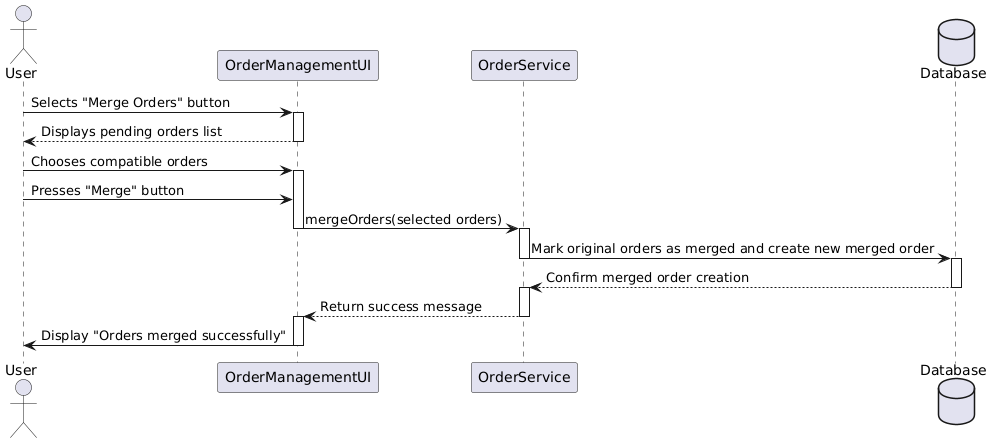 User
OrderManagementUI
OrderService
Database
Selects "Merge Orders" button
Displays pending orders list
Chooses compatible orders
Presses "Merge" button
mergeOrders(selected orders)
Mark original orders as merged and create new merged order
Confirm merged order creation
Return success message
Display "Orders merged successfully"
User
OrderManagementUI
OrderService
Database